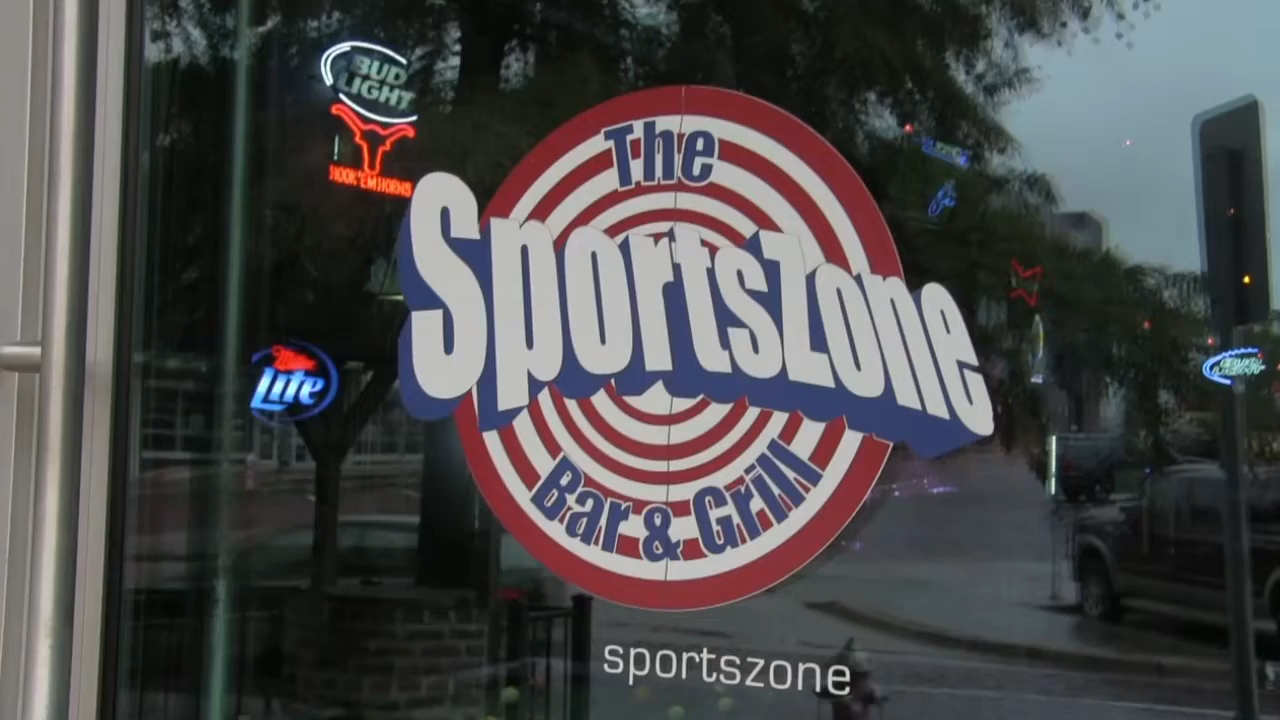 BUD
LIGHT
HOOK 'EM HORNS
The
SportsZone
Bar & Grill
Miller
Lite
sportszone